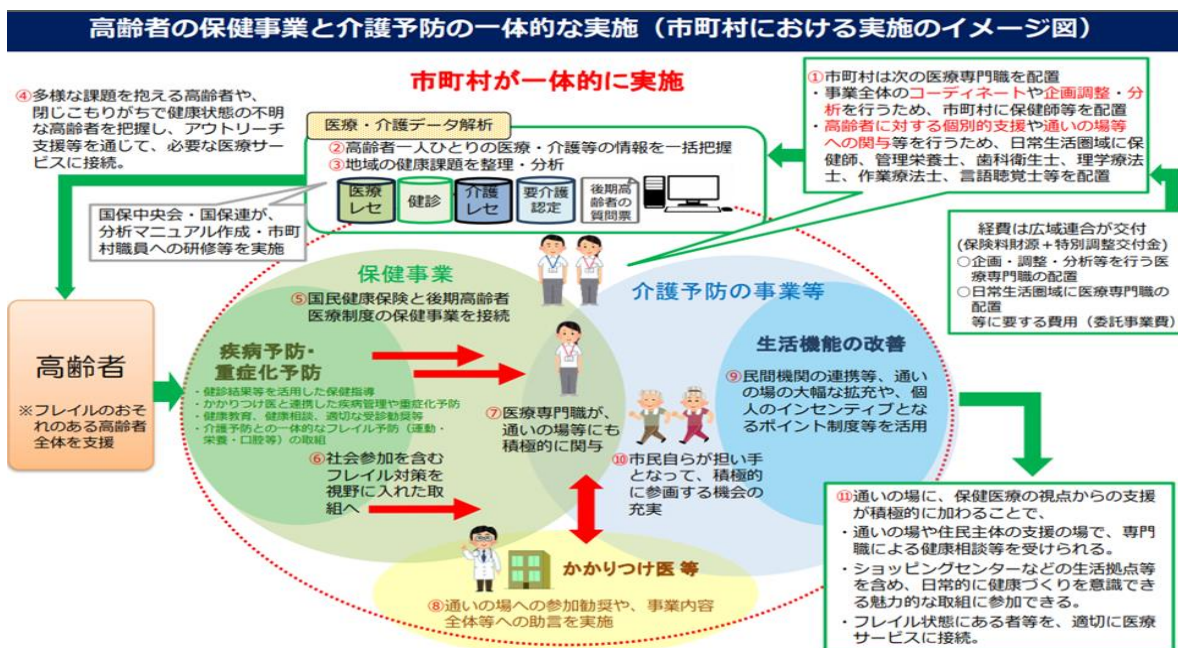 高齢者の保健事業と介護予防の一体的な実施（市町村における実施のイメージ図）
市町村が一体的に実施
①市町村は次の医療専門職を配置
・事業全体のコーディネートや企画調整・分
析を行うため、市町村に保健師等を配置
・高齢者に対する個別的支援や通いの場等
への関与等を行うため、日常生活圏域に保
健師、管理栄養士、歯科衛生士、理学療法
士、作業療法士、言語聴覚士等を配置
④多様な課題を抱える高齢者や、
閉じこもりがちで健康状態の不明
な高齢者を把握し、アウトリーチ
支援等を通じて、必要な医療サー
ビスに接続。
医療・介護データ解析
②高齢者一人ひとりの医療・介護等の情報を一括把握
③地域の健康課題を整理・分析
医療
レセ
健診
介護
レセ
要介護
認定
後期高
齢者の
質問票
国保中央会・国保連が、
分析マニュアル作成・市町
村職員への研修等を実施
経費は広域連合が交付
(保険料財源＋特別調整交付金)
○企画・調整・分析等を行う医
療専門職の配置
○日常生活圏域に医療専門職の
配置
等に要する費用（委託事業費）
保健事業
介護予防の事業等
⑤国民健康保険と後期高齢者
医療制度の保健事業を接続
高齢者
※フレイルのおそ
れのある高齢者
全体を支援
疾病予防・
重症化予防
・健診結果等を活用した保健指導
・かかりつけ医と連携した疾病管理や重症化予防
・健康教育、健康相談、適切な受診勧奨等
・介護予防との一体的なフレイル予防（運動・
栄養・口腔等）の取組
生活機能の改善
⑨民間機関の連携等、通い
の場の大幅な拡充や、個
人のインセンティブとな
るポイント制度等を活用
⑦医療専門職が、
通いの場等にも
積極的に関与
⑥社会参加を含む
フレイル対策を
視野に入れた取
組へ
⑩市民自らが担い手
となって、積極的
に参画する機会の
充実
かかりつけ医 等
⑧通いの場への参加勧奨や、事業内容
全体等への助言を実施
⑪通いの場に、保健医療の視点からの支援
が積極的に加わることで、
・通いの場や住民主体の支援の場で、専門
職による健康相談等を受けられる。
・ショッピングセンターなどの生活拠点等
を含め、日常的に健康づくりを意識でき
る魅力的な取組に参加できる。
・フレイル状態にある者等を、適切に医療
サービスに接続。